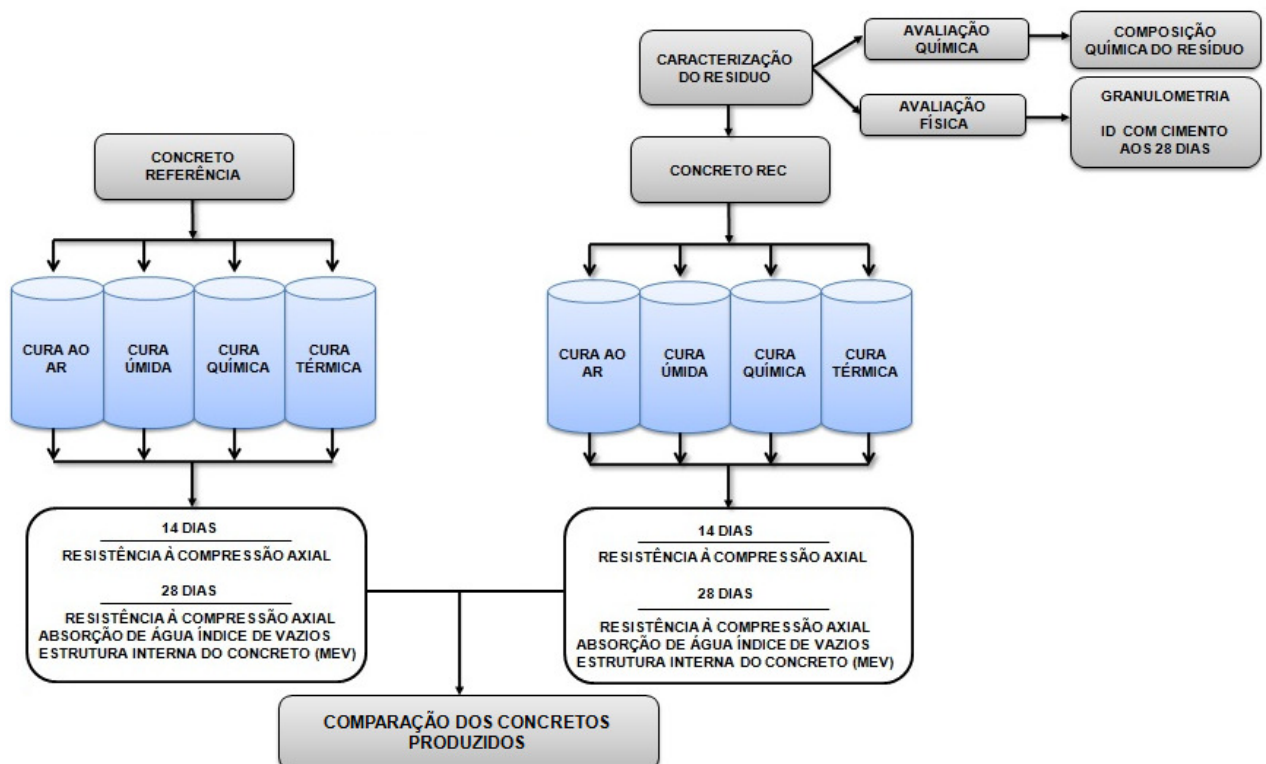 CARACTERIZAÇÃO
DO RESIDUO
AVALIAÇÃO
QUÍMICA
COMPOSIÇÃO
QUÍMICA DO RESÍDUO
AVALIAÇÃO
FÍSICA
GRANULOMETRIA
ID COM CIMENTO
AOS 28 DIAS
CONCRETO
REFERÊNCIA
CONCRETO REC
CURA AO
AR
CURA
ÚMIDA
CURA
QUÍMICA
CURA
TÉRMICA
CURA AO
AR
CURA
ÚMIDA
CURA
QUÍMICA
CURA
TÉRMICA
14 DIAS
RESISTÊNCIA À COMPRESSÃO AXIAL
28 DIAS
RESISTÊNCIA À COMPRESSÃO AXIAL
ABSORÇÃO DE ÁGUA ÍNDICE DE VAZIOS
ESTRUTURA INTERNA DO CONCRETO (MEV)
14 DIAS
RESISTÊNCIA À COMPRESSÃO AXIAL
28 DIAS
RESISTÊNCIA À COMPRESSÃO AXIAL
ABSORÇÃO DE ÁGUA ÍNDICE DE VAZIOS
ESTRUTURA INTERNA DO CONCRETO (MEV)
COMPARAÇÃO DOS CONCRETOS
PRODUZIDOS